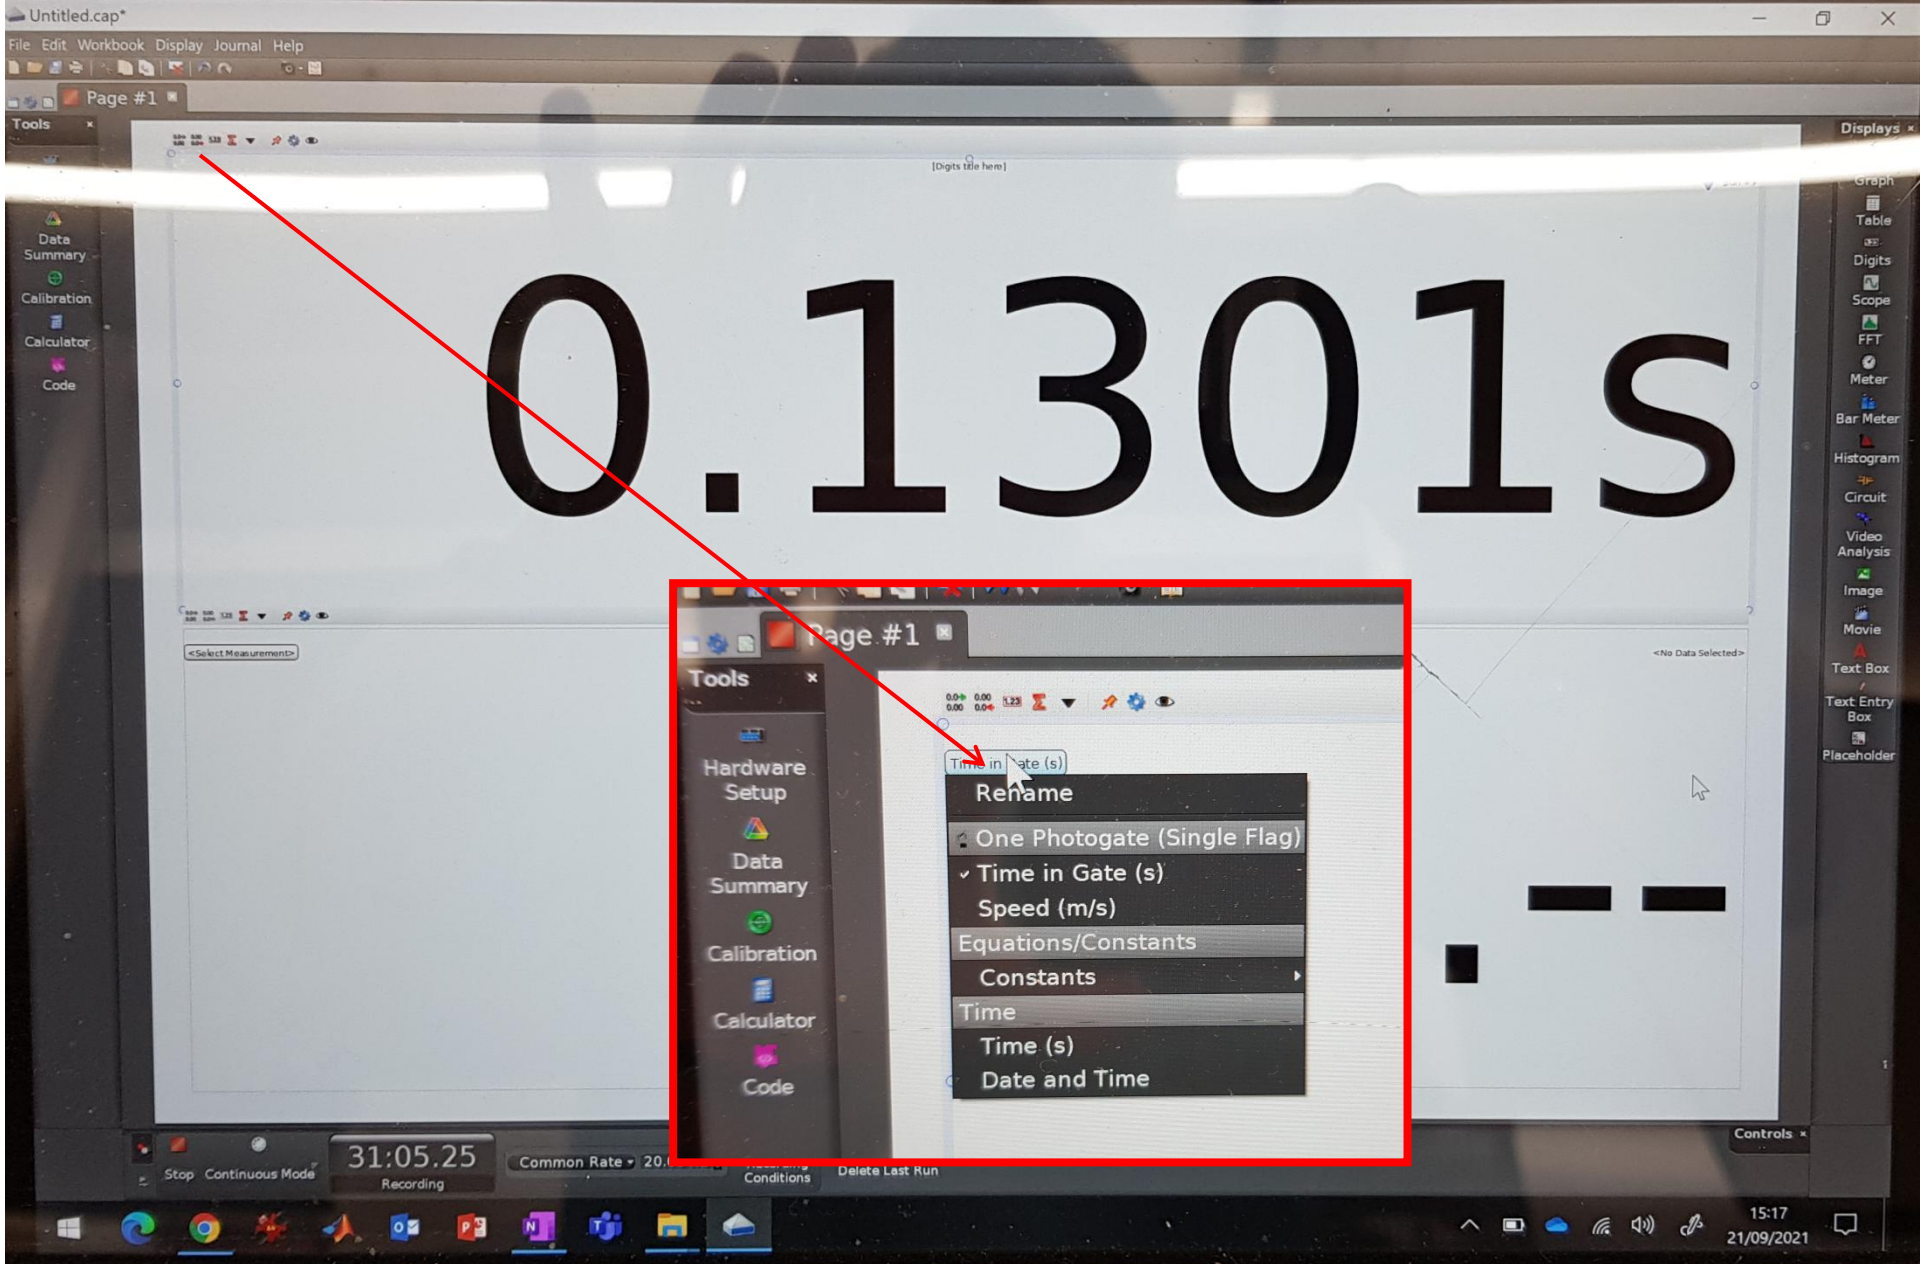 Untitled.cap*
File Edit Workbook Display Journal Help
Page #1
Tools
Displays
[Digits title here]
Data
Summary
Calibration
Calculator
Code
0.1301s
Graph
Table
Digits
Scope
FFT
Meter
Bar Meter
Histogram
Circuit
Video
Analysis
Image
Movie
Text Box
Text Entry
Box
Placeholder
<Select Measurement>
<No Data Selected>
--
.
Page #1
Tools
Hardware
Setup
Data
Summary
Calibration
Calculator
Code
Time in Gate (s)
Rename
One Photogate (Single Flag)
Time in Gate (s)
Speed (m/s)
Equations/Constants
Constants
Time
Time (s)
Date and Time
Controls
Stop
Continuous Mode
31:05.25
Recording
Common Rate
Conditions
Delete Last Run
15:17
21/09/2021